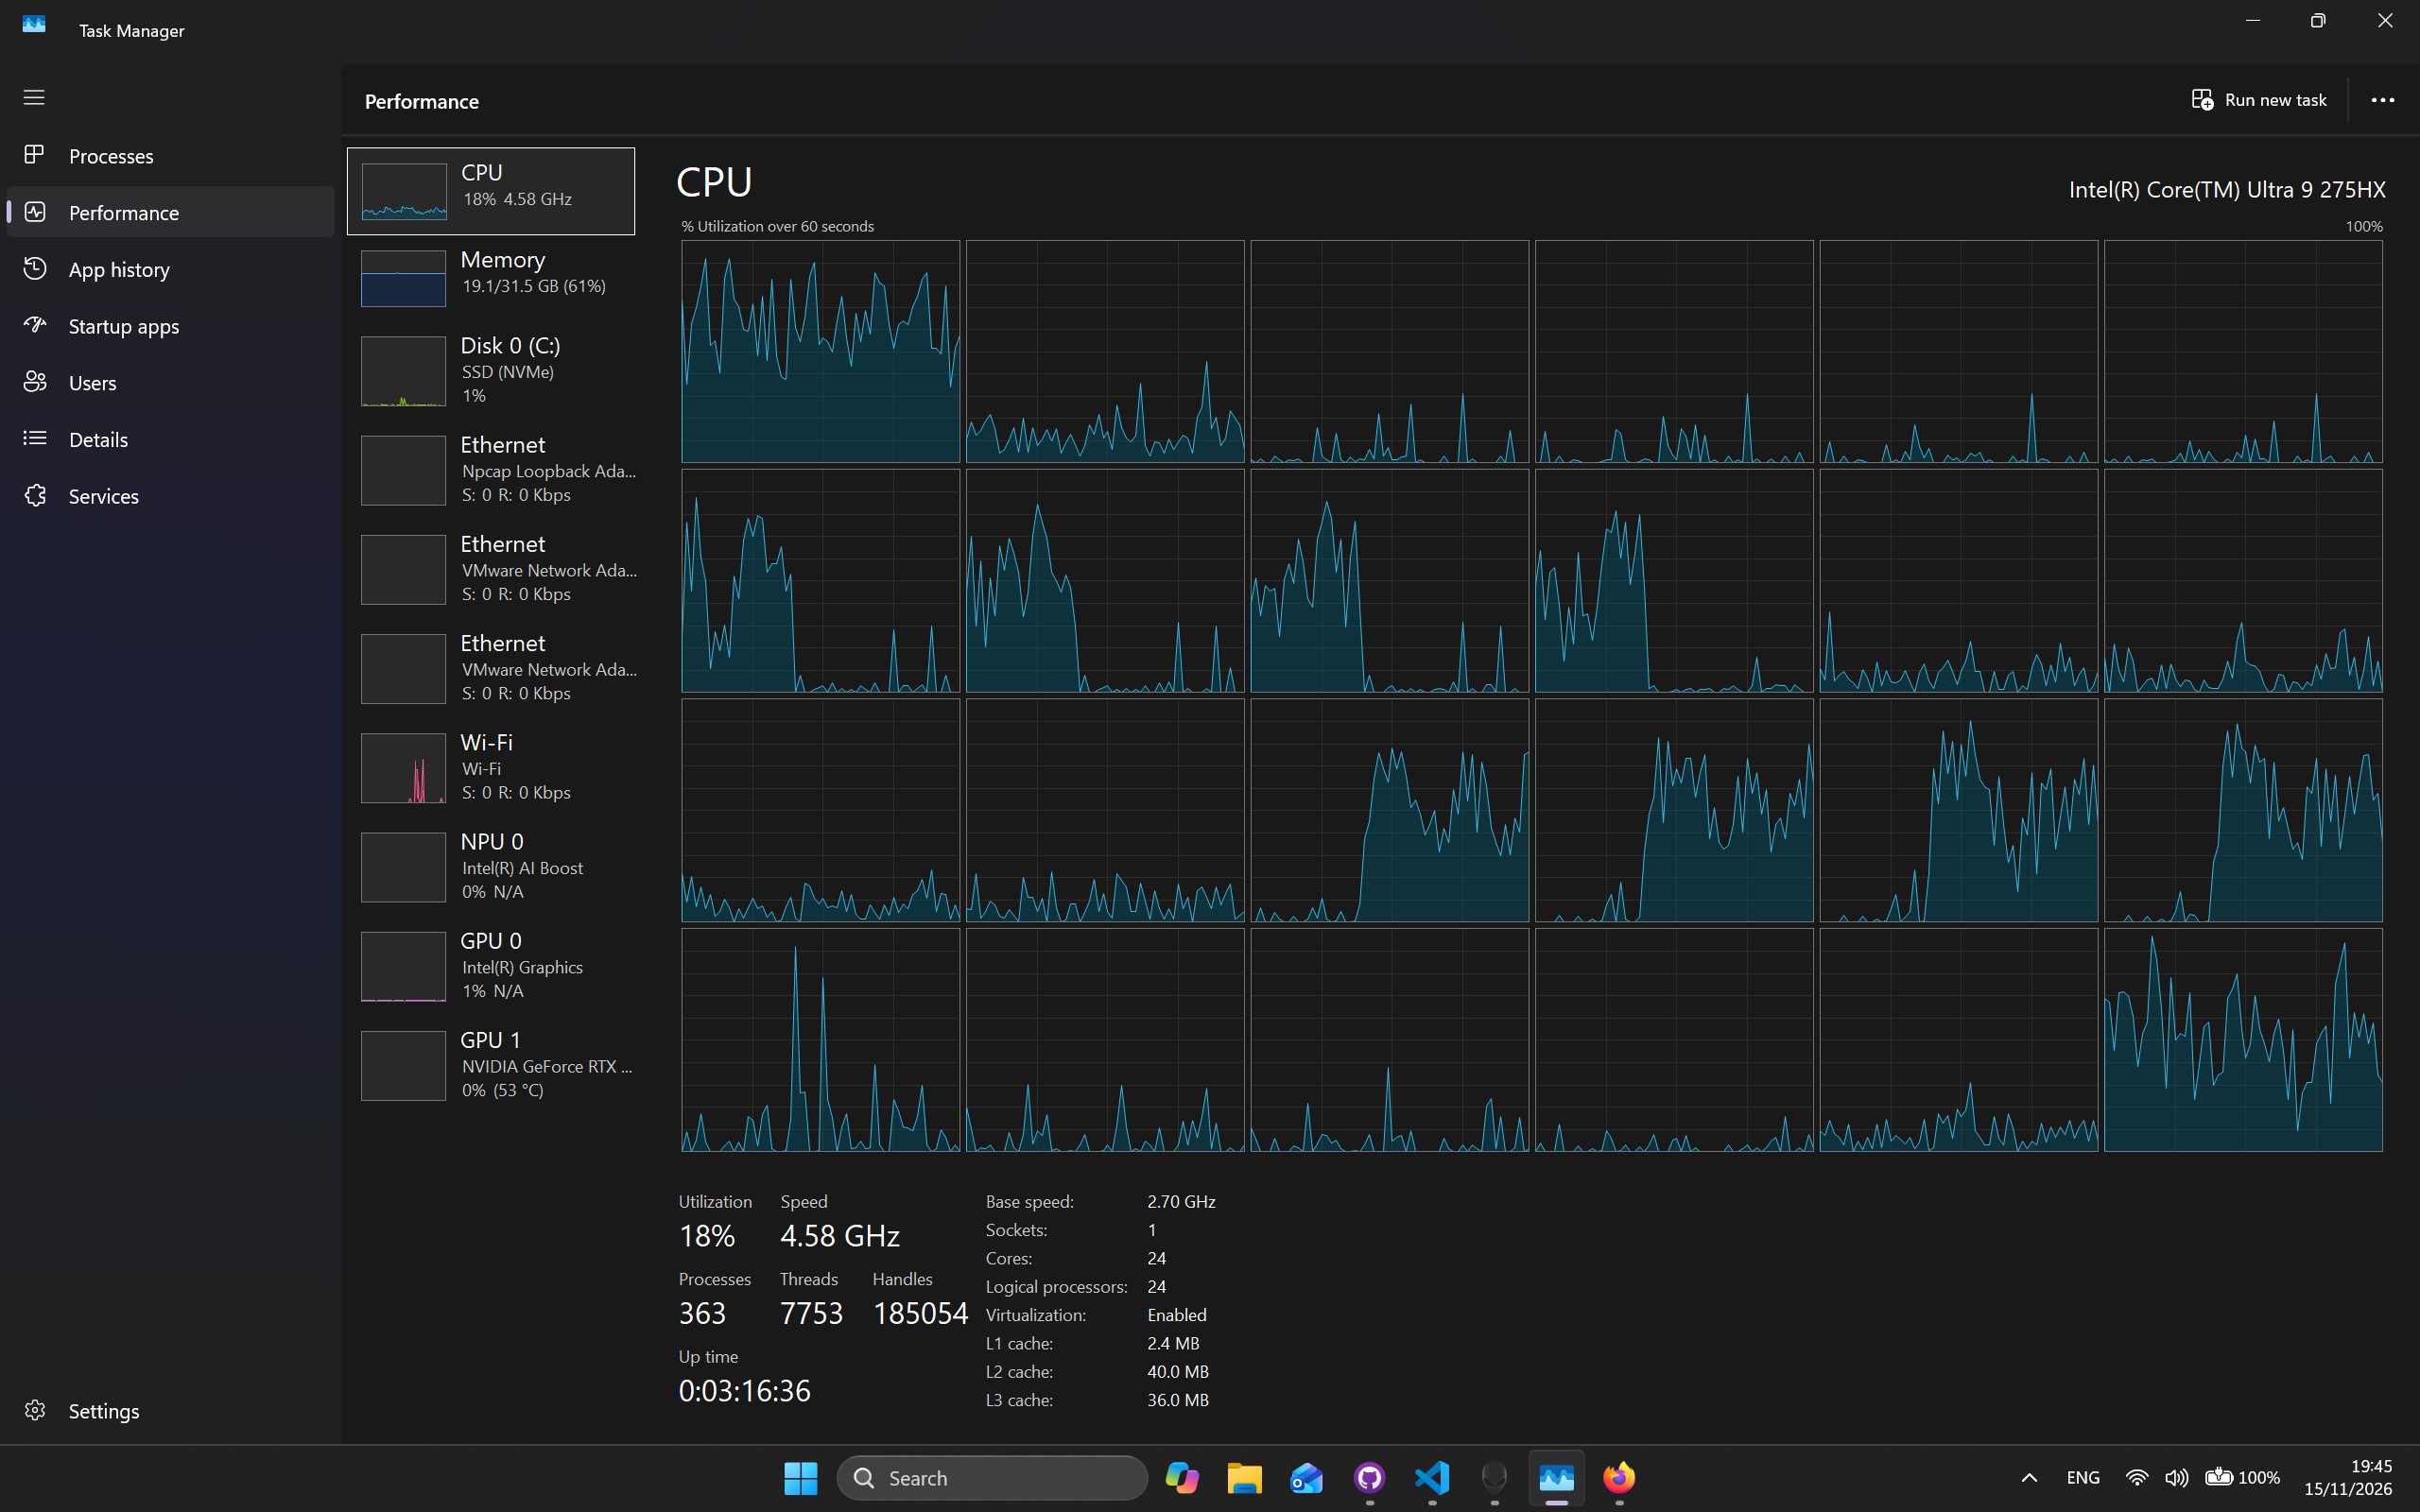 Task Manager
Performance
Run new task
Processes
Performance
App history
Startup apps
Users
Details
Services
Settings
CPU
18% 4.58 GHz
Memory
19.1/31.5 GB (61%)
Disk 0 (C:)
SSD (NVMe)
1%
Ethernet
Npcap Loopback Ada...
S: 0 R: 0 Kbps
Ethernet
VMware Network Ada...
S: 0 R: 0 Kbps
Ethernet
VMware Network Ada...
S: 0 R: 0 Kbps
Wi-Fi
Wi-Fi
S: 0 R: 0 Kbps
NPU 0
Intel(R) AI Boost
0% N/A
GPU 0
Intel(R) Graphics
1% N/A
GPU 1
NVIDIA GeForce RTX ...
0% (53 °C)
CPU
Intel(R) Core(TM) Ultra 9 275HX
% Utilization over 60 seconds
100%
Utilization Speed
18% 4.58 GHz
Processes Threads Handles
363 7753 185054
Up time
0:03:16:36
Base speed: 2.70 GHz
Sockets: 1
Cores: 24
Logical processors: 24
Virtualization: Enabled
L1 cache: 2.4 MB
L2 cache: 40.0 MB
L3 cache: 36.0 MB
Search
ENG
100%
19:45
15/11/2026